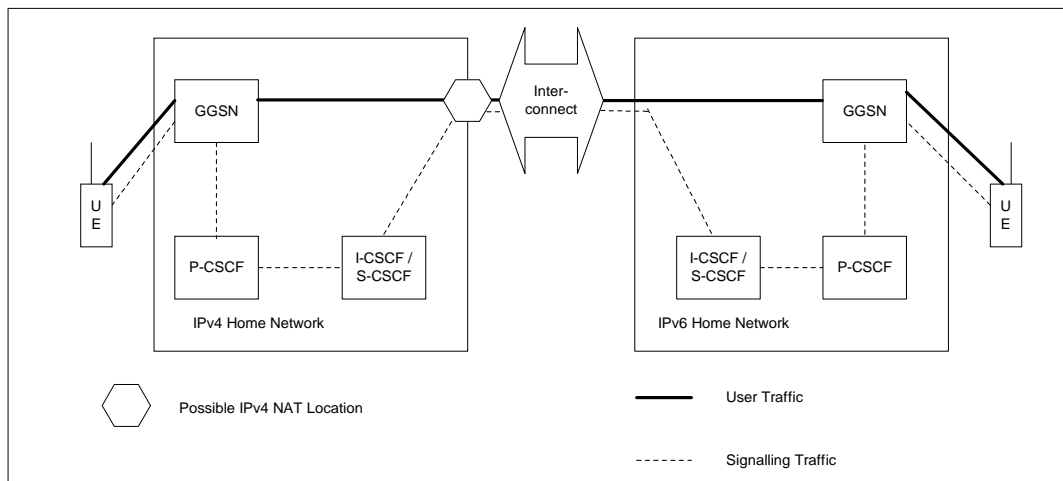 Inter-
connect
GGSN
GGSN
U
E
U
E
P-CSCF
I-CSCF /
S-CSCF
I-CSCF /
S-CSCF
P-CSCF
IPv4 Home Network
IPv6 Home Network
Possible IPv4 NAT Location
User Traffic
Signalling Traffic